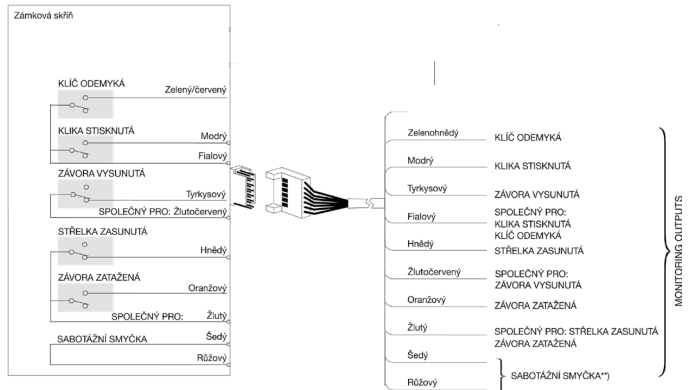 Zámková skříň
KLÍČ ODEMYKÁ
Zelený/červený
KLIKA STISKNUTÁ
Modrý
Fialový
ZÁVORA VYSUNUTÁ
Tyrkysový
SPOLEČNÝ PRO: Žlutočervený
STŘELKA ZASUNUTÁ
Hnědý
ZÁVORA ZATAŽENÁ
Oranžový
SPOLEČNÝ PRO: Žlutý
SABOTÁŽNÍ SMYČKA
Šedý
Růžový
Zelenohnědý
KLÍČ ODEMYKÁ
Modrý
KLIKA STISKNUTÁ
Tyrkysový
ZÁVORA VYSUNUTÁ
Fialový
SPOLEČNÝ PRO:
KLIKA STISKNUTÁ
KLÍČ ODEMYKÁ
Hnědý
STŘELKA ZASUNUTÁ
Žlutočervený
SPOLEČNÝ PRO:
ZÁVORA VYSUNUTÁ
Oranžový
ZÁVORA ZATAŽENÁ
Žlutý
SPOLEČNÝ PRO: STŘELKA ZASUNUTÁ
ZÁVORA ZATAŽENÁ
Šedý
SABOTÁŽNÍ SMYČKA**)
Růžový
MONITORING OUTPUTS